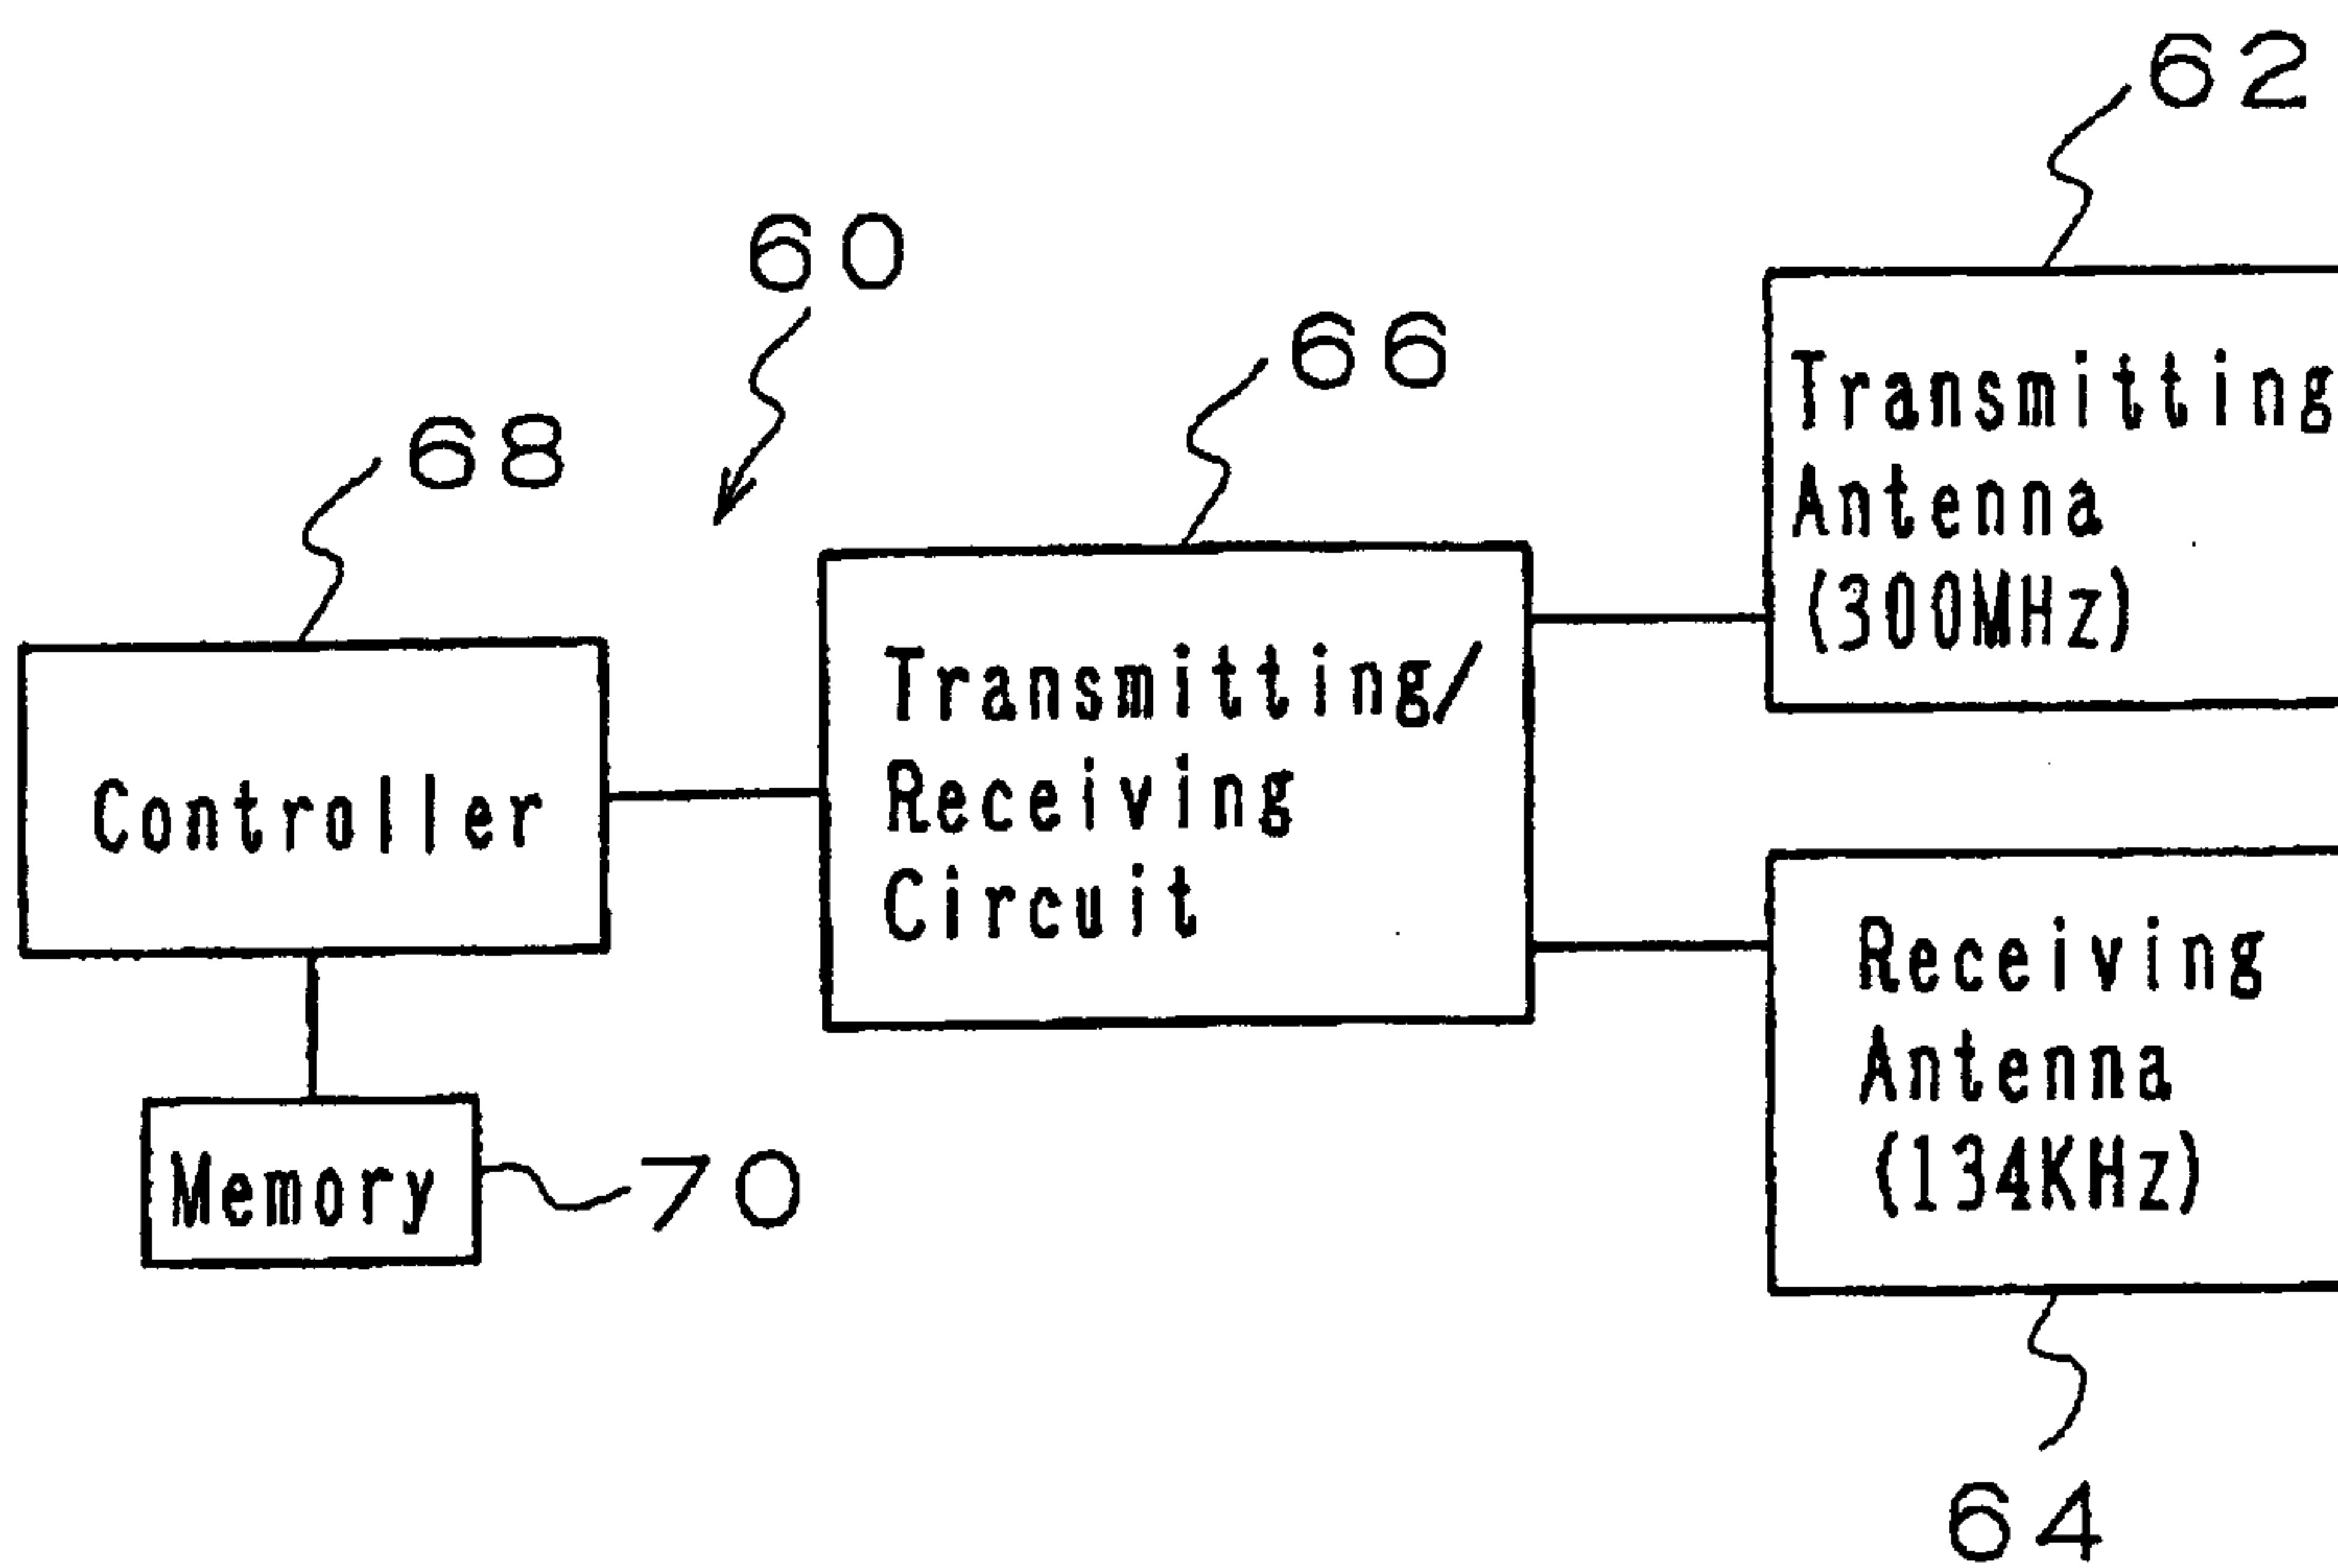 62
60
66
68
Transmitting
Antenna
(300MHz)
Transmitting/
Receiving
Circuit
Controller
Receiving
Antenna
(134KHz)
Memory
70
64